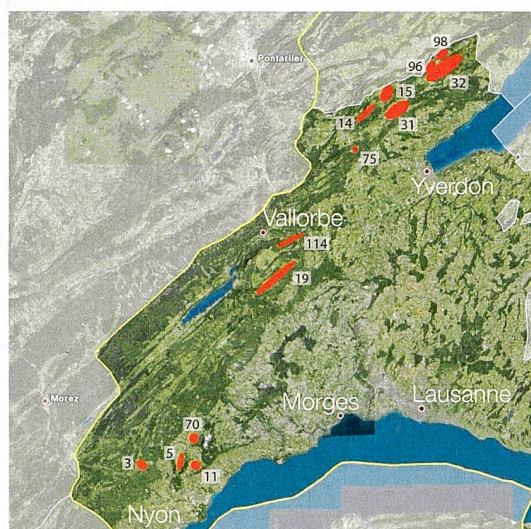 98
Pontarlier
96
32
15
14
31
75
Yverdon
Vallorbe
114
19
Morez
Morges
Lausanne
70
3
5
11
Nyon